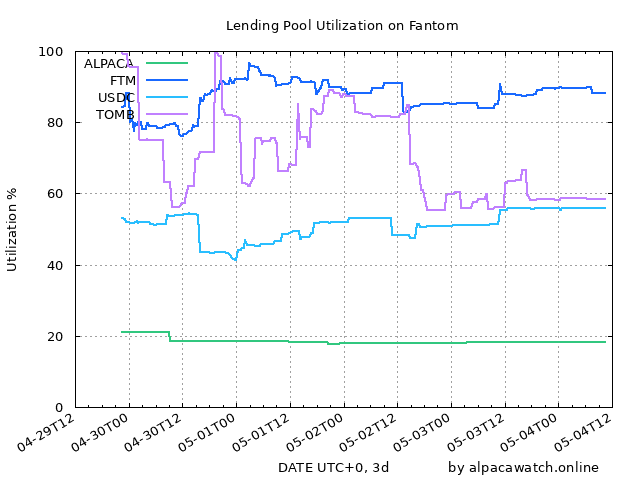 Lending Pool Utilization on Fantom
Utilization %
100
80
60
40
20
0
ALPACA
FTM
USDC
TOMB
04-29T12
04-30T00
04-30T12
05-01T00
05-01T12
05-02T00
05-02T12
05-03T00
05-03T12
05-04T00
05-04T12
DATE UTC+0, 3d
by alpacawatch.online